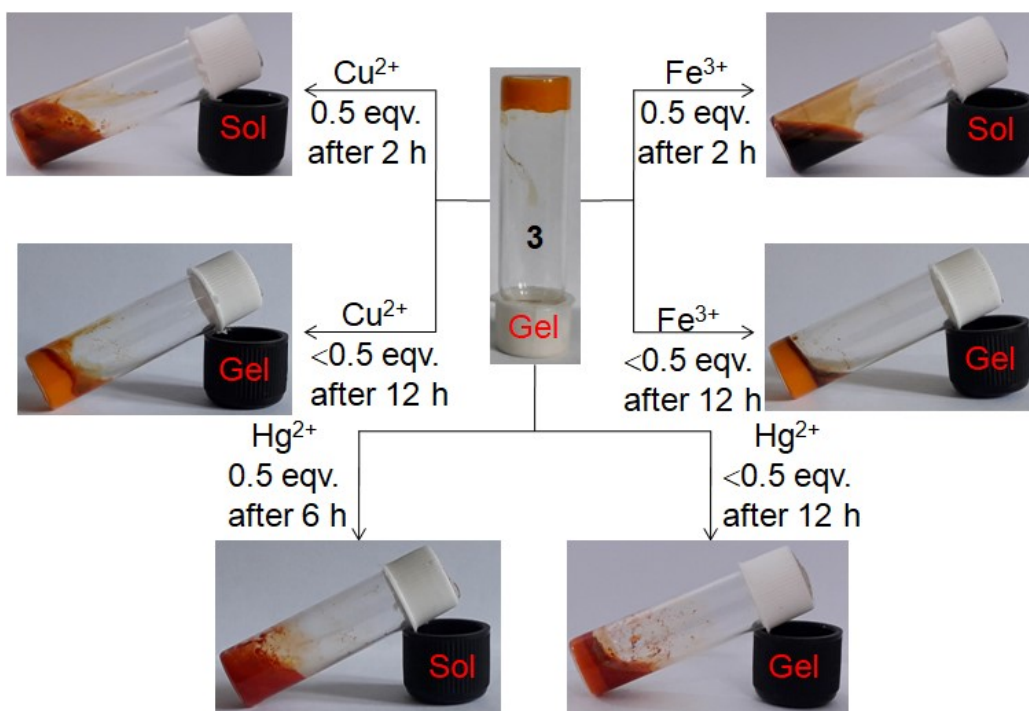 Cu2+
0.5 eqv.
after 2 h
Sol
Fe3+
0.5 eqv.
after 2 h
Sol
3
Gel
Cu2+
<0.5 eqv.
after 12 h
Gel
Fe3+
<0.5 eqv.
after 12 h
Gel
Hg2+
0.5 eqv.
after 6 h
Sol
Hg2+
<0.5 eqv.
after 12 h
Gel